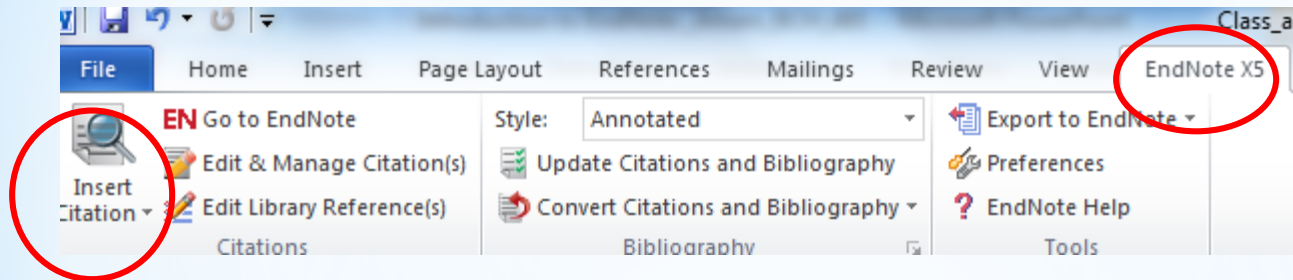 Class_a
File Home Insert Page Layout References Mailings Review View EndNote X5
Insert Citation
EN Go to EndNote
Edit & Manage Citation(s)
Edit Library Reference(s)
Citations
Style: Annotated
Update Citations and Bibliography
Convert Citations and Bibliography
Bibliography
Export to EndNote
Preferences
? EndNote Help
Tools